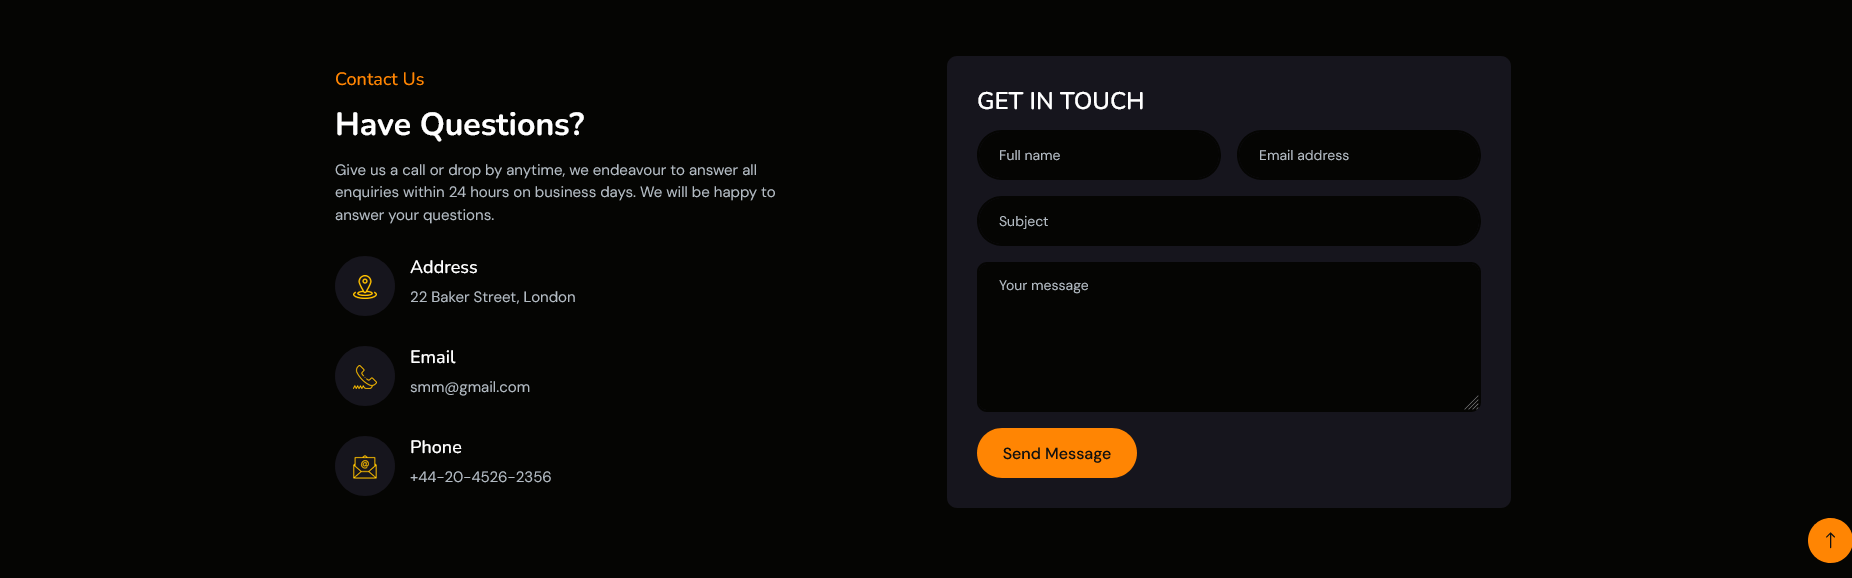 Contact Us
Have Questions?
Give us a call or drop by anytime, we endeavour to answer all
enquiries within 24 hours on business days. We will be happy to
answer your questions.
Address
22 Baker Street, London
Email
smm@gmail.com
Phone
+44-20-4526-2356
GET IN TOUCH
Full name
Email address
Subject
Your message
Send Message